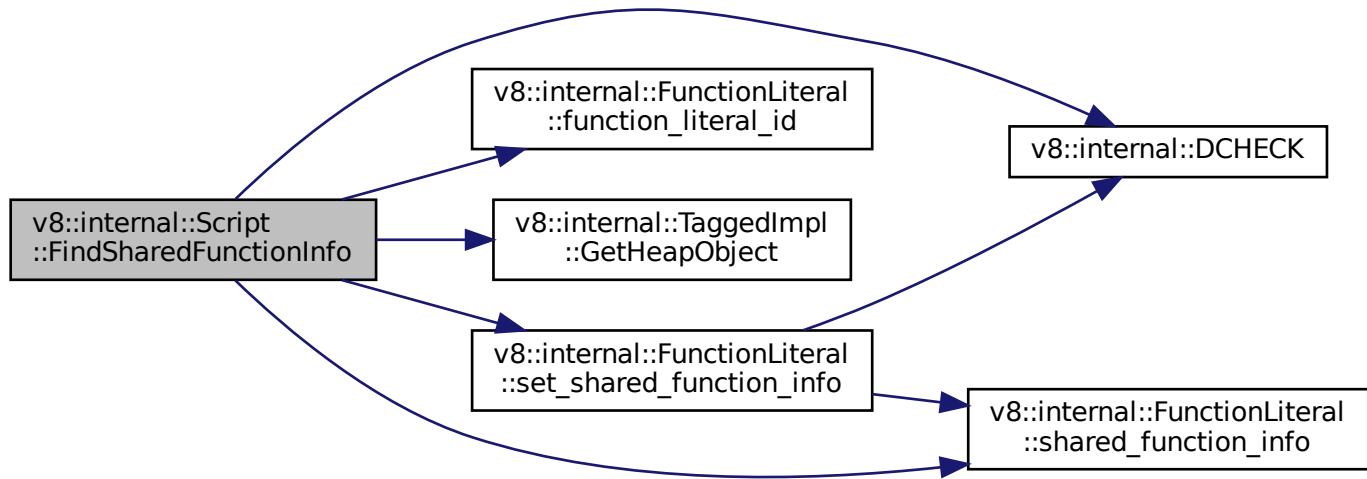 v8::internal::Script
::FindSharedFunctionInfo
v8::internal::FunctionLiteral
::function_literal_id
v8::internal::TaggedImpl
::GetHeapObject
v8::internal::FunctionLiteral
::set_shared_function_info
v8::internal::DCHECK
v8::internal::FunctionLiteral
::shared_function_info